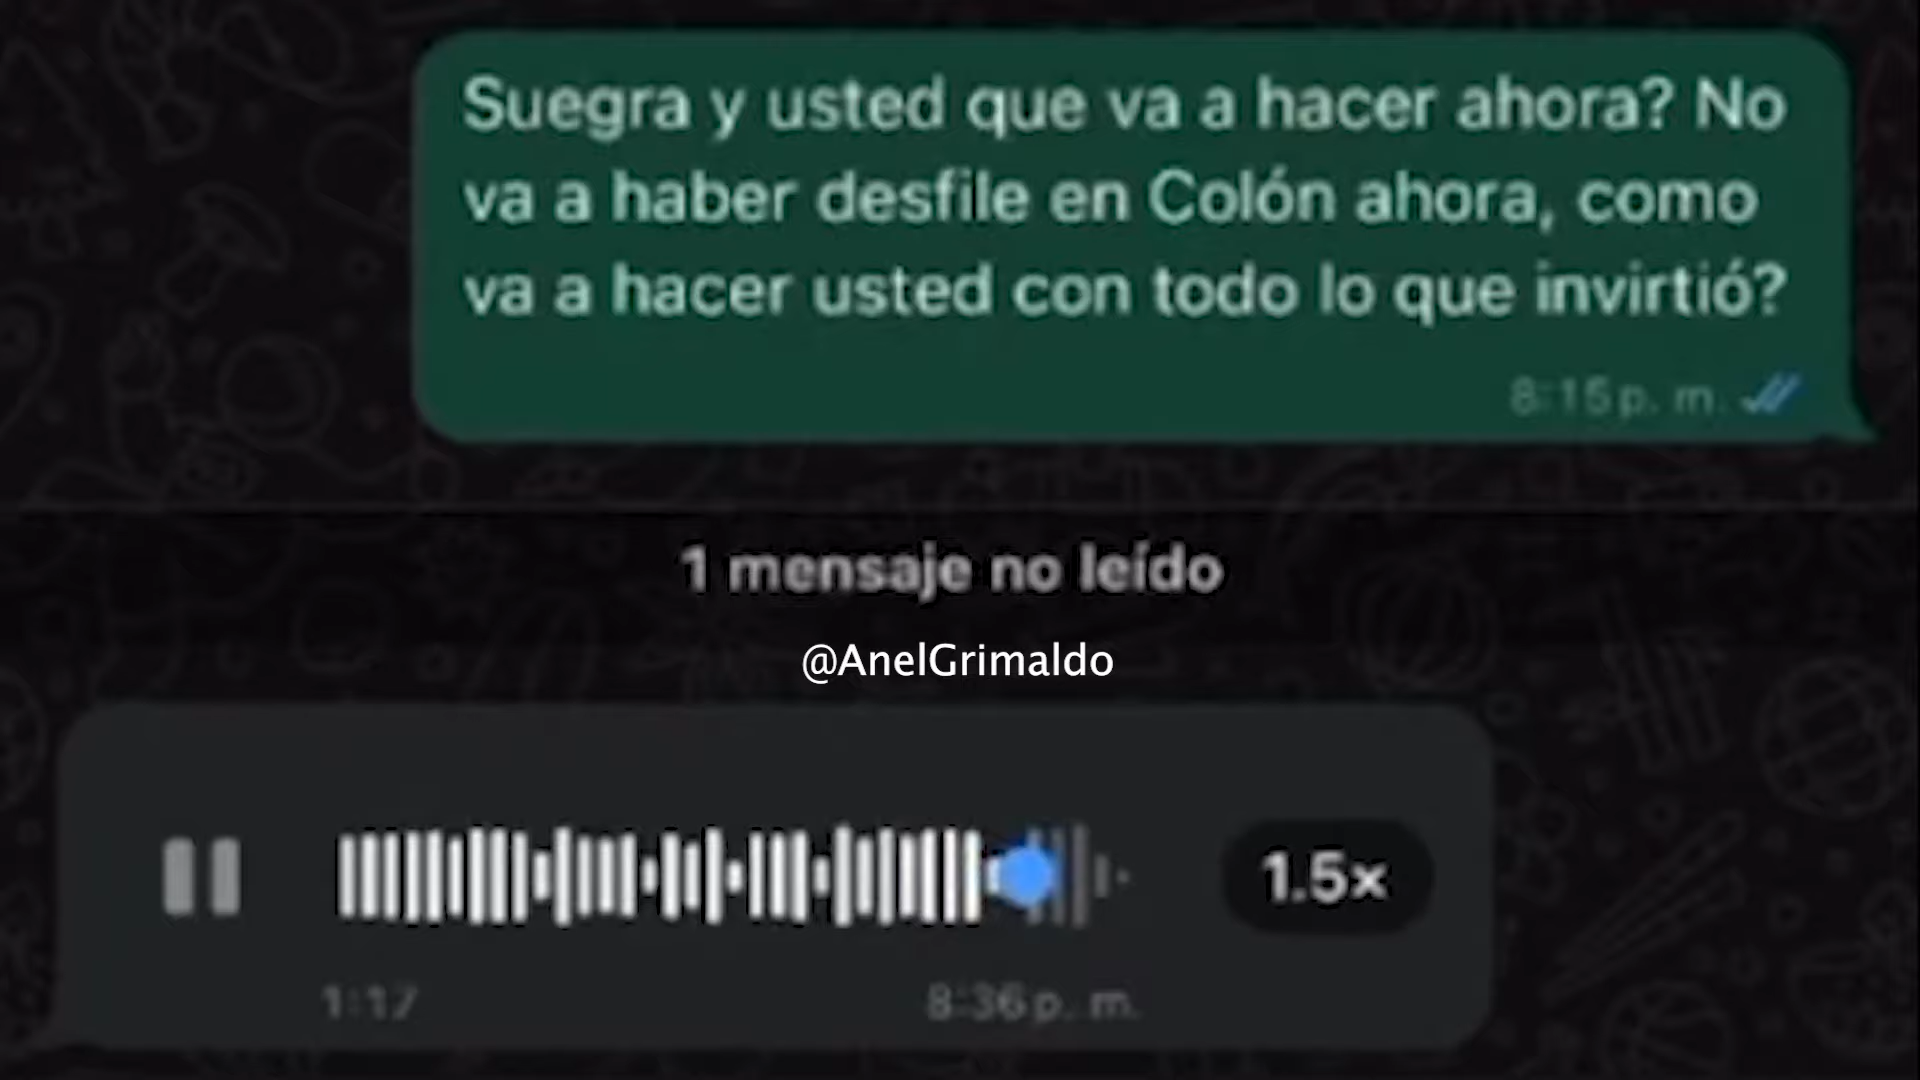 Suegra y usted que va a hacer ahora? No
va a haber desfile en Colón ahora, como
va a hacer usted con todo lo que invirtió?
8:15 p. m.
1 mensaje no leído
@AnelGrimaldo
1.5x
1:17
8:36 p. m.